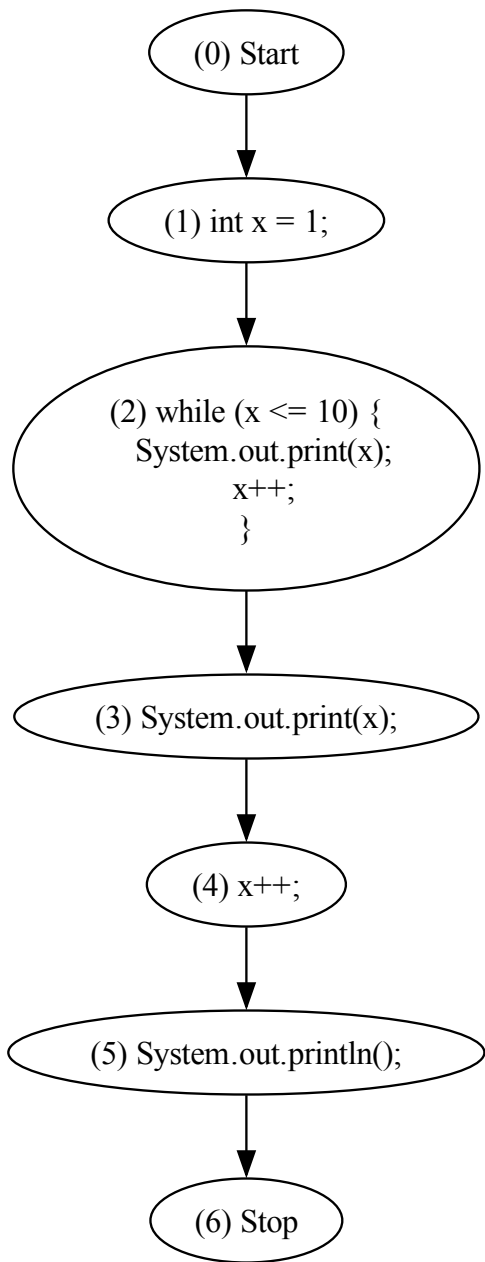 (0) Start
(1) int x = 1;
(2) while (x <= 10) {
System.out.print(x);
x++;
}
(3) System.out.print(x);
(4) x++;
(5) System.out.println();
(6) Stop